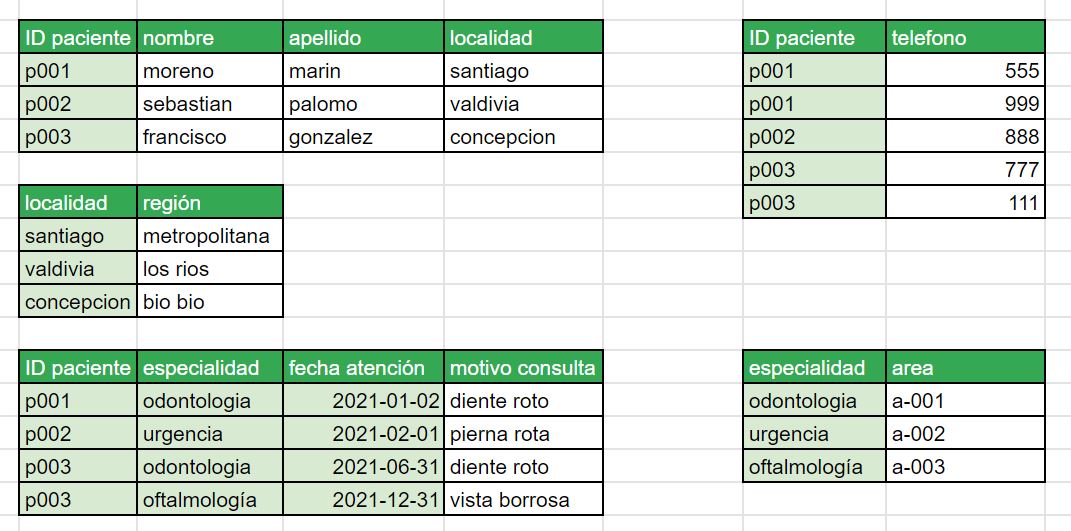 ID paciente nombre apellido localidad
p001 moreno marin santiago
p002 sebastian palomo valdivia
p003 francisco gonzalez concepcion
ID paciente telefono
p001 555
p001 999
p002 888
p003 777
p003 111
localidad región
santiago metropolitana
valdivia los rios
concepcion bio bio
ID paciente especialidad fecha atención motivo consulta
p001 odontologia 2021-01-02 diente roto
p002 urgencia 2021-02-01 pierna rota
p003 odontologia 2021-06-31 diente roto
p003 oftalmología 2021-12-31 vista borrosa
especialidad area
odontologia a-001
urgencia a-002
oftalmología a-003